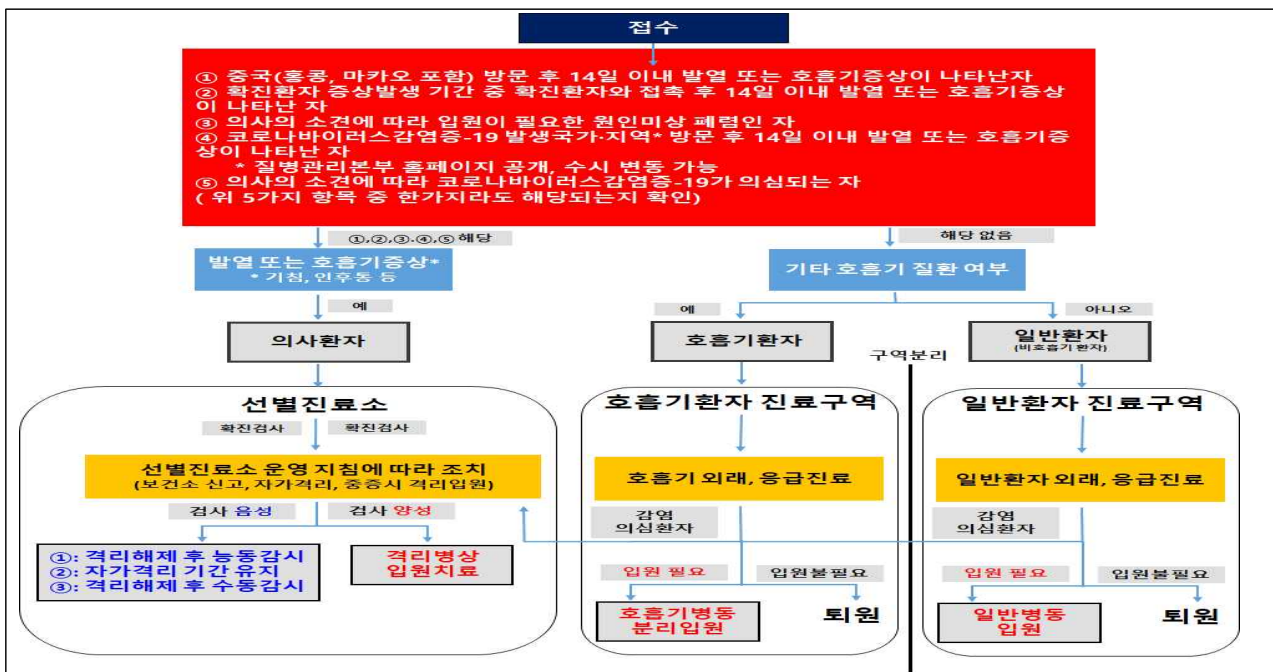 접수
① 중국(홍콩, 마카오 포함) 방문 후 14일 이내 발열 또는 호흡기증상이 나타난자
② 확진환자 증상발생 기간 중 확진환자와 접촉 후 14일 이내 발열 또는 호흡기증상
이 나타난 자
③ 의사의 소견에 따라 입원이 필요한 원인미상 폐렴인 자
④ 코로나바이러스감염증-19 발생국가·지역* 방문 후 14일 이내 발열 또는 호흡기증
상이 나타난 자
* 질병관리본부 홈페이지 공개, 수시 변동 가능
⑤ 의사의 소견에 따라 코로나바이러스감염증-19가 의심되는 자
( 위 5가지 항목 중 한가지라도 해당되는지 확인)
①,②,③.④,⑤ 해당
해당 없음
발열 또는 호흡기증상*
* 기침, 인후통 등
기타 호흡기 질환 여부
예
예
아니오
의사환자
호흡기환자
일반환자
(비호흡기 환자)
구역분리
선별진료소
호흡기환자 진료구역
일반환자 진료구역
확진검사
확진검사
선별진료소 운영 지침에 따라 조치
(보건소 신고, 자가격리, 중증시 격리입원)
호흡기 외래, 응급진료
일반환자 외래, 응급진료
검사 음성
검사 양성
감염
의심환자
감염
의심환자
①: 격리해제 후 능동감시
②: 자가격리 기간 유지
③: 격리해제 후 수동감시
격리병상
입원치료
입원 필요
입원불필요
입원 필요
입원불필요
호흡기병동
분리입원
퇴원
일반병동
입원
퇴원